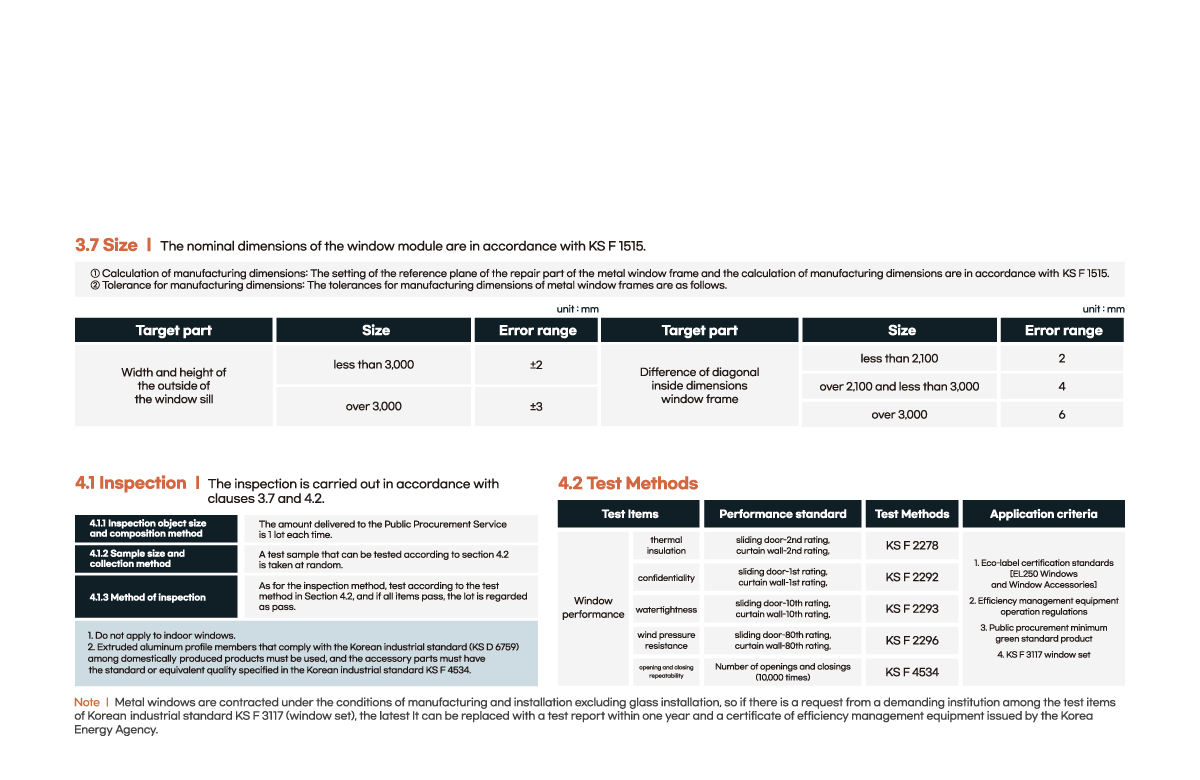 3.7 Size | The nominal dimensions of the window module are in accordance with KS F 1515.
① Calculation of manufacturing dimensions: The setting of the reference plane of the repair part of the metal window frame and the calculation of manufacturing dimensions are in accordance with KS F 1515.
② Tolerance for manufacturing dimensions: The tolerances for manufacturing dimensions of metal window frames are as follows.
unit : mm
Target part Size Error range
Width and height of
the outside of
the window sill
less than 3,000 ±2
over 3,000 ±3
unit : mm
Target part Size Error range
Difference of diagonal
inside dimensions
window frame
less than 2,100 2
over 2,100 and less than 3,000 4
over 3,000 6
4.1 Inspection | The inspection is carried out in accordance with
clauses 3.7 and 4.2.
4.1.1 Inspection object size
and composition method
The amount delivered to the Public Procurement Service
is 1 lot each time.
4.1.2 Sample size and
collection method
A test sample that can be tested according to section 4.2
is taken at random.
4.1.3 Method of inspection
As for the inspection method, test according to the test
method in Section 4.2, and if all items pass, the lot is regarded
as pass.
1. Do not apply to indoor windows.
2. Extruded aluminum profile members that comply with the Korean industrial standard (KS D 6759)
among domestically produced products must be used, and the accessory parts must have
the standard or equivalent quality specified in the Korean industrial standard KS F 4534.
4.2 Test Methods
Test Items Performance standard Test Methods Application criteria
Window
performance
thermal
insulation
sliding door-2nd rating,
curtain wall-2nd rating,
KS F 2278
confidentiality
sliding door-1st rating,
curtain wall-1st rating,
KS F 2292
watertightness
sliding door-10th rating,
curtain wall-10th rating,
KS F 2293
wind pressure
resistance
sliding door-80th rating,
curtain wall-80th rating,
KS F 2296
opening and closing
repeatability
Number of openings and closings
(10,000 times)
KS F 4534
1. Eco-label certification standards
[EL250 Windows
and Window Accessories]
2. Efficiency management equipment
operation regulations
3. Public procurement minimum
green standard product
4. KS F 3117 window set
Note | Metal windows are contracted under the conditions of manufacturing and installation excluding glass installation, so if there is a request from a demanding institution among the test items
of Korean industrial standard KS F 3117 (window set), the latest It can be replaced with a test report within one year and a certificate of efficiency management equipment issued by the Korea
Energy Agency.